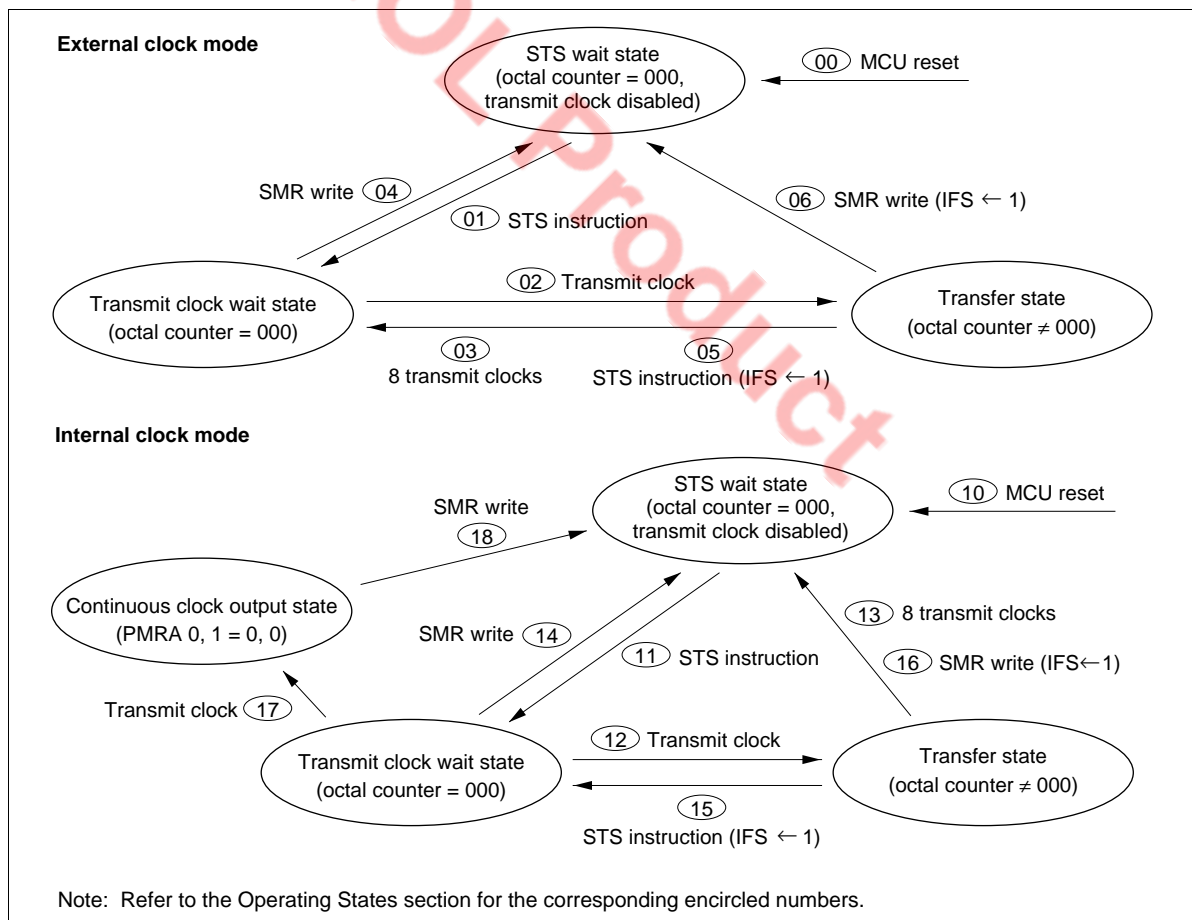 External clock mode
STS wait state
(octal counter = 000,
transmit clock disabled)
00 MCU reset
SMR write 04
01 STS instruction
06 SMR write (IFS ← 1)
Transmit clock wait state
(octal counter = 000)
02 Transmit clock
Transfer state
(octal counter ≠ 000)
03
8 transmit clocks
05
STS instruction (IFS ← 1)
Internal clock mode
STS wait state
(octal counter = 000,
transmit clock disabled)
10 MCU reset
SMR write
18
Continuous clock output state
(PMRA 0, 1 = 0, 0)
SMR write 14
11 STS instruction
13 8 transmit clocks
16 SMR write (IFS←1)
Transmit clock 17
Transmit clock wait state
(octal counter = 000)
12 Transmit clock
Transfer state
(octal counter ≠ 000)
15
STS instruction (IFS ← 1)
Note: Refer to the Operating States section for the corresponding encircled numbers.
Product